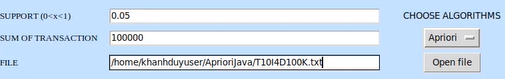 SUPPORT (0<x<1) 0.05 CHOOSE ALGORITHMS
SUM OF TRANSACTION 100000 Apriori
FILE /home/khanhduyuser/AprioriJava/T10I4D100K.txt Open file